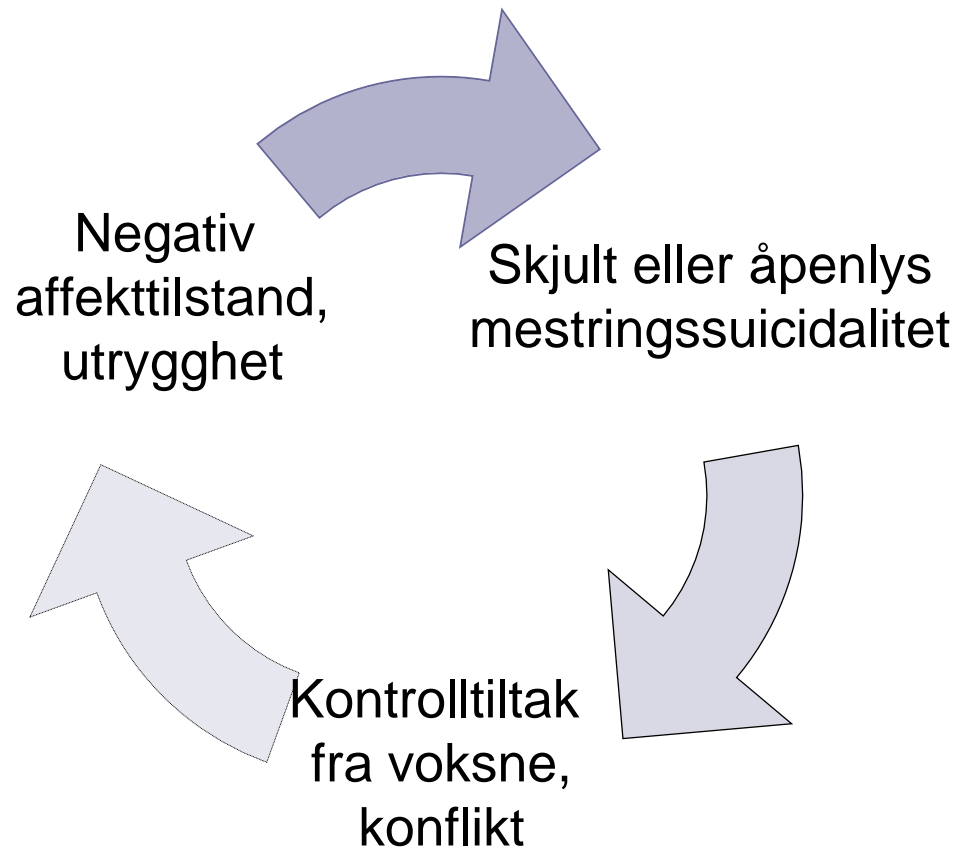 Negativ
affekttilstand,
utrygghet
Skjult eller åpenlys
mestringssuicidalitet
Kontrolltiltak
fra voksne,
konflikt